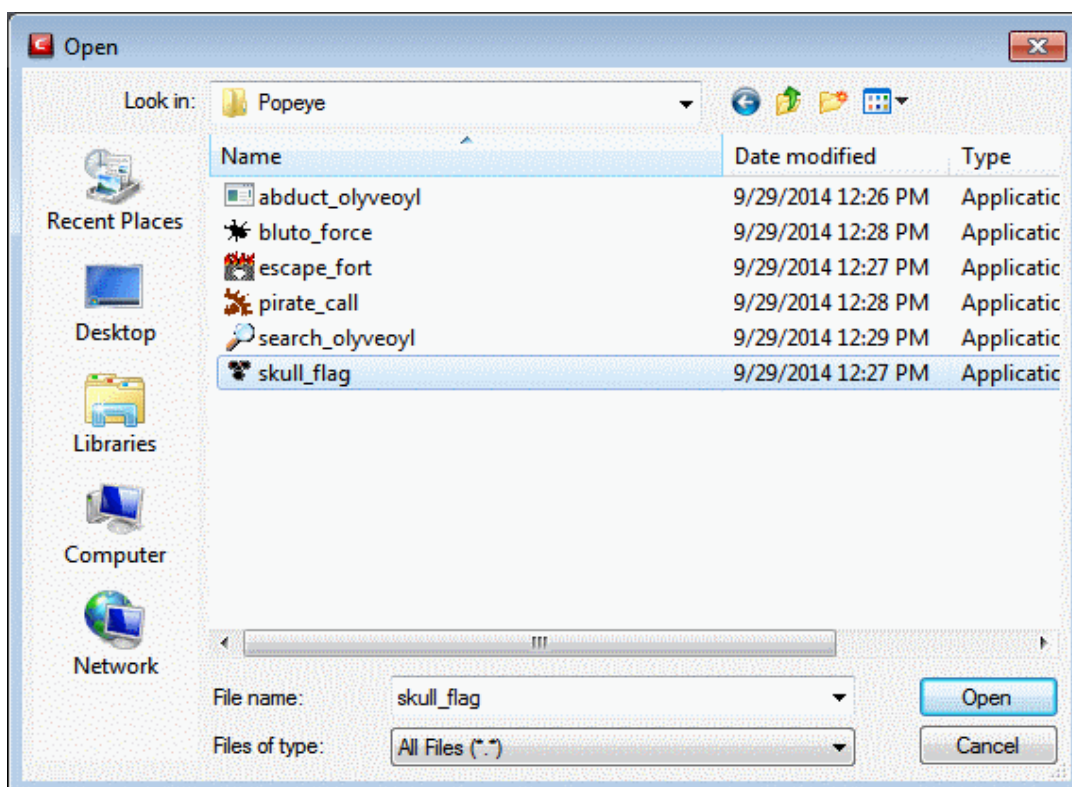 Open
Look in: Popeye
Name Date modified Type
Recent Places
Desktop
Libraries
Computer
Network
abduct_olyveoyl 9/29/2014 12:26 PM Applicatic
bluto_force 9/29/2014 12:28 PM Applicatic
escape_fort 9/29/2014 12:27 PM Applicatic
pirate_call 9/29/2014 12:28 PM Applicatic
search_olyveoyl 9/29/2014 12:29 PM Applicatic
skull_flag 9/29/2014 12:27 PM Applicatic
File name: skull_flag Open
Files of type: All Files (*.*) Cancel